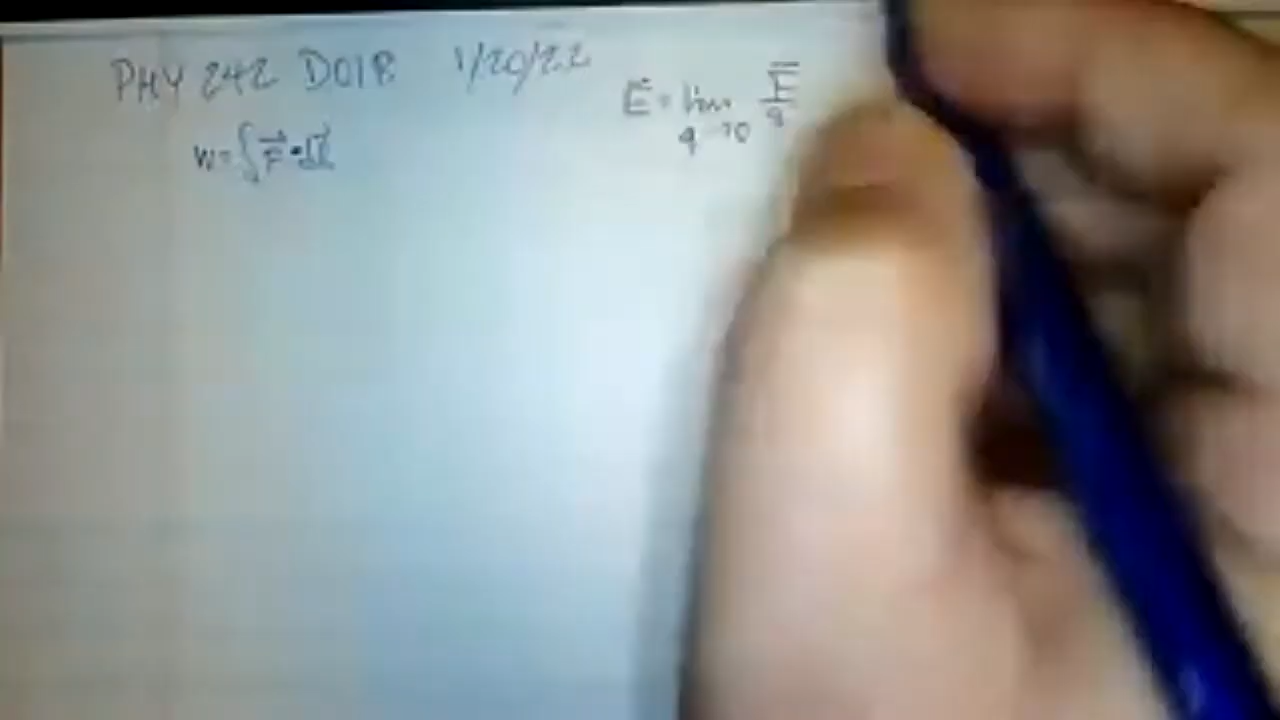 PHY 242 D01B 1/20/22
W = ∫ F⃗ • dl⃗
E⃗ = lim q→0 F⃗/q